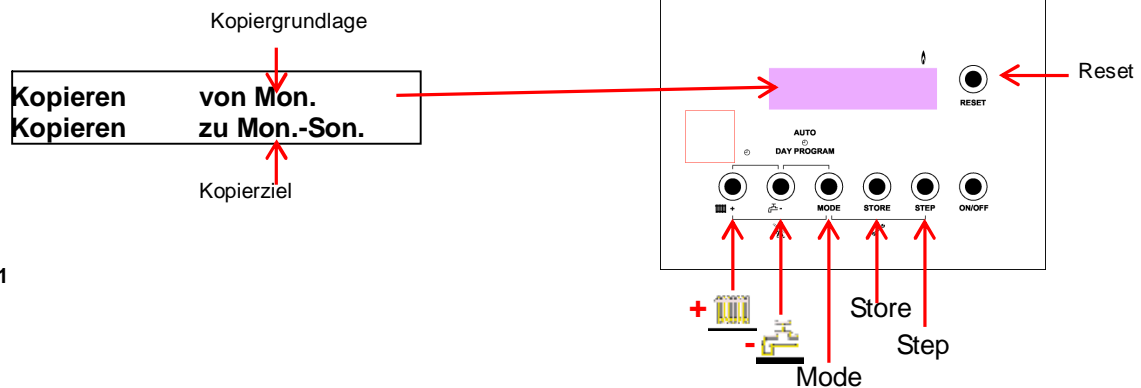 Kopiergrundlage
Kopieren von Mon.
Kopieren zu Mon.-Son.
Kopierziel
1
Reset
RESET
AUTO
DAY PROGRAM
+ - MODE STORE STEP ON/OFF
+
-
Store
Step
Mode